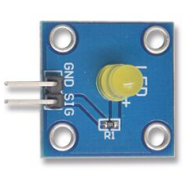 GND SIG
LED+
R1